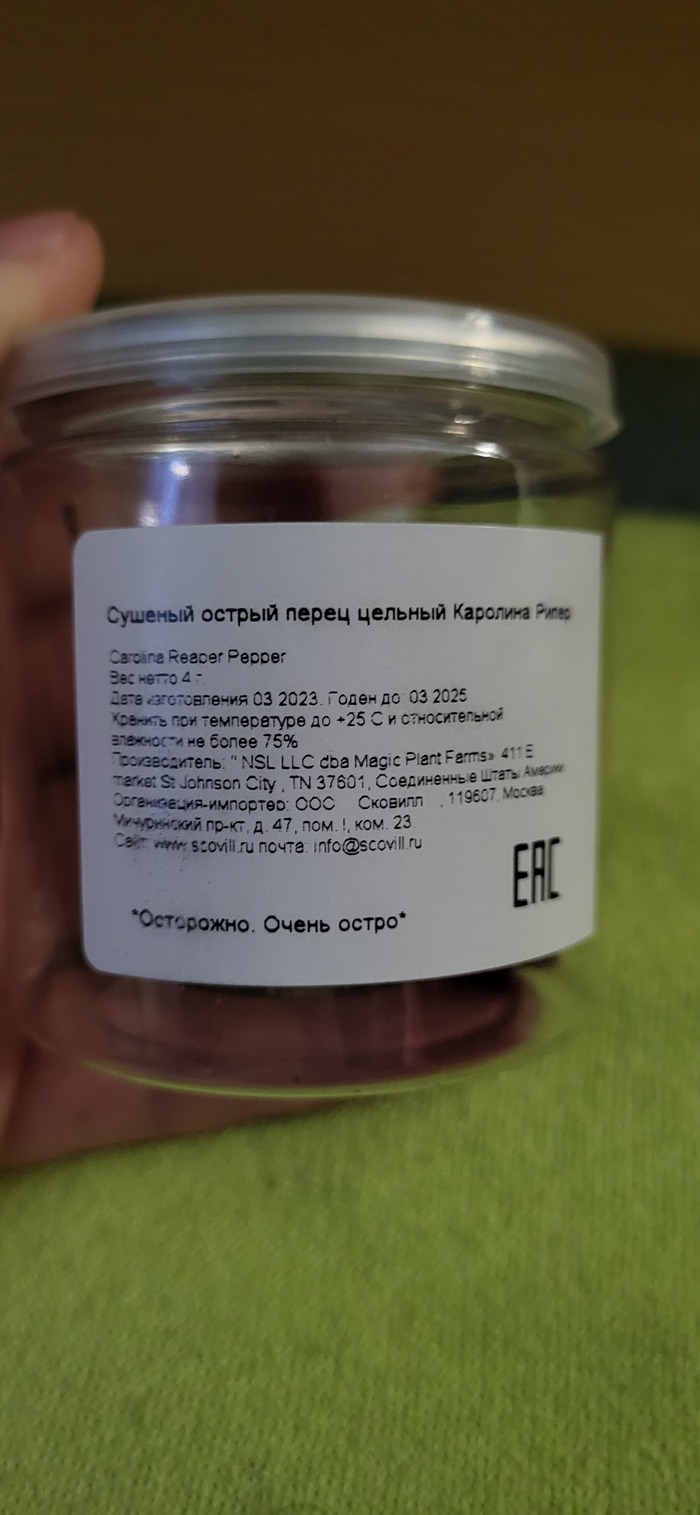 Сушеный острый перец цельный Каролина Рипер
Carolina Reaper Pepper
Вес нетто 4 г.
Дата изготовления 03 2023. Годен до 03 2025
Хранить при температуре до +25 С и относительной
влажности не более 75%
Производитель: " NSL LLC dba Magic Plant Farms» 411 E
market St Johnson City , TN 37601, Соединенные Штаты Америки
Организация-импортер: ООО Сковилл , 119607, Москва
Мичуринский пр-кт, д. 47, пом. I, ком. 23.
Сайт: www.scovill.ru почта: info@scovill.ru
EAC
*Осторожно. Очень остро*